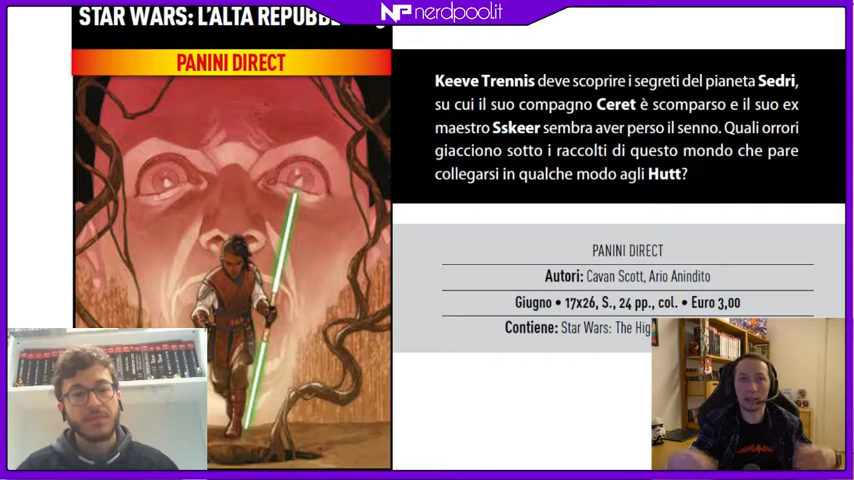 STAR WARS: L'ALTA REPUBBL
NP nerdpool.it
PANINI DIRECT
Keeve Trennis deve scoprire i segreti del pianeta Sedri,
su cui il suo compagno Ceret è scomparso e il suo ex
maestro Sskeer sembra aver perso il senno. Quali orrori
giacciono sotto i raccolti di questo mondo che pare
collegarsi in qualche modo agli Hutt?
PANINI DIRECT
Autori: Cavan Scott, Ario Anindito
Giugno • 17x26, S., 24 pp., col. • Euro 3,00
Contiene: Star Wars: The Hig